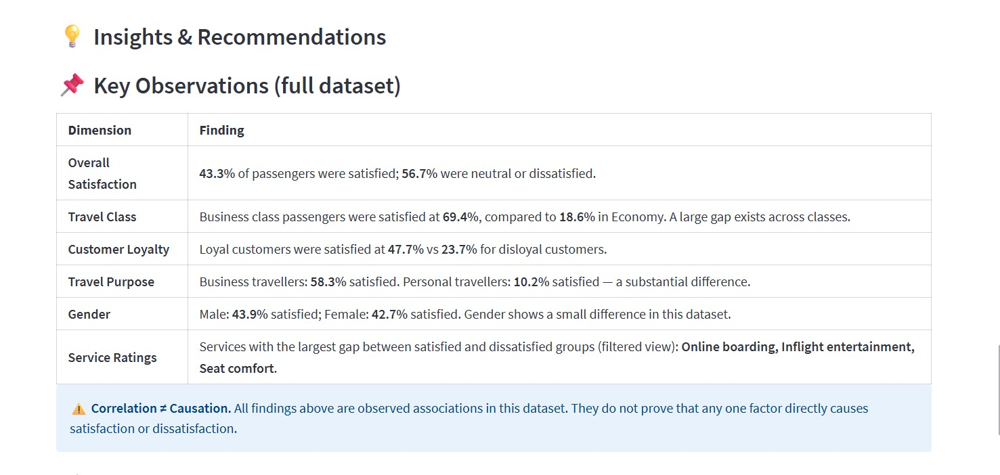 Insights & Recommendations
Key Observations (full dataset)
Dimension
Finding
Overall
Satisfaction
43.3% of passengers were satisfied; 56.7% were neutral or dissatisfied.
Travel Class
Business class passengers were satisfied at 69.4%, compared to 18.6% in Economy. A large gap exists across classes.
Customer Loyalty
Loyal customers were satisfied at 47.7% vs 23.7% for disloyal customers.
Travel Purpose
Business travellers: 58.3% satisfied. Personal travellers: 10.2% satisfied — a substantial difference.
Gender
Male: 43.9% satisfied; Female: 42.7% satisfied. Gender shows a small difference in this dataset.
Service Ratings
Services with the largest gap between satisfied and dissatisfied groups (filtered view): Online boarding, Inflight entertainment,
Seat comfort.
Correlation ≠ Causation. All findings above are observed associations in this dataset. They do not prove that any one factor directly causes
satisfaction or dissatisfaction.